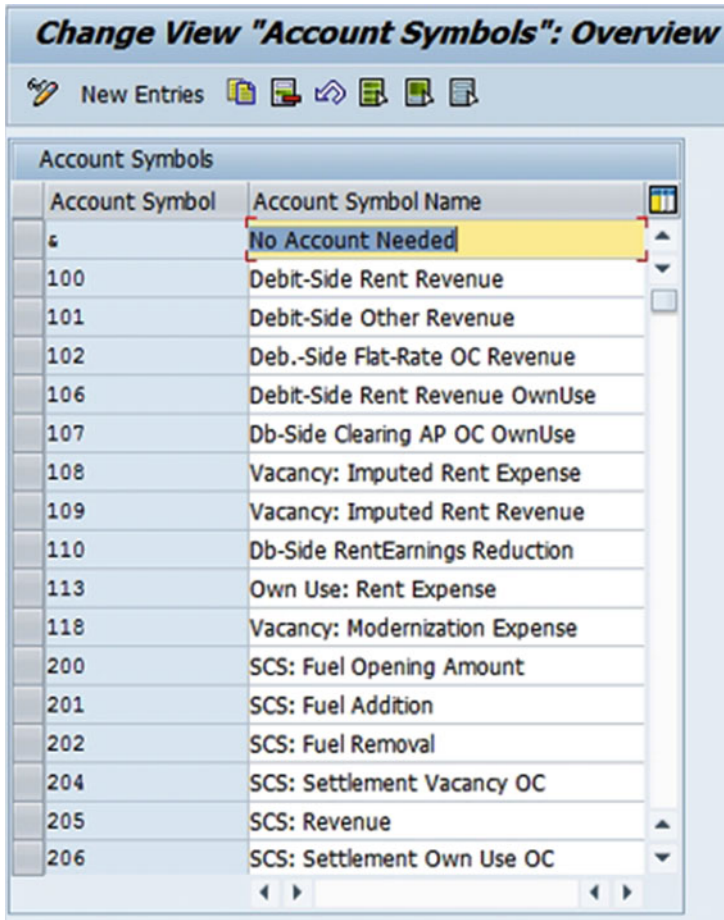 Change View "Account Symbols": Overview
New Entries
Account Symbols
Account Symbol Account Symbol Name
& No Account Needed
100 Debit-Side Rent Revenue
101 Debit-Side Other Revenue
102 Deb.-Side Flat-Rate OC Revenue
106 Debit-Side Rent Revenue OwnUse
107 Db-Side Clearing AP OC OwnUse
108 Vacancy: Imputed Rent Expense
109 Vacancy: Imputed Rent Revenue
110 Db-Side RentEarnings Reduction
113 Own Use: Rent Expense
118 Vacancy: Modernization Expense
200 SCS: Fuel Opening Amount
201 SCS: Fuel Addition
202 SCS: Fuel Removal
204 SCS: Settlement Vacancy OC
205 SCS: Revenue
206 SCS: Settlement Own Use OC